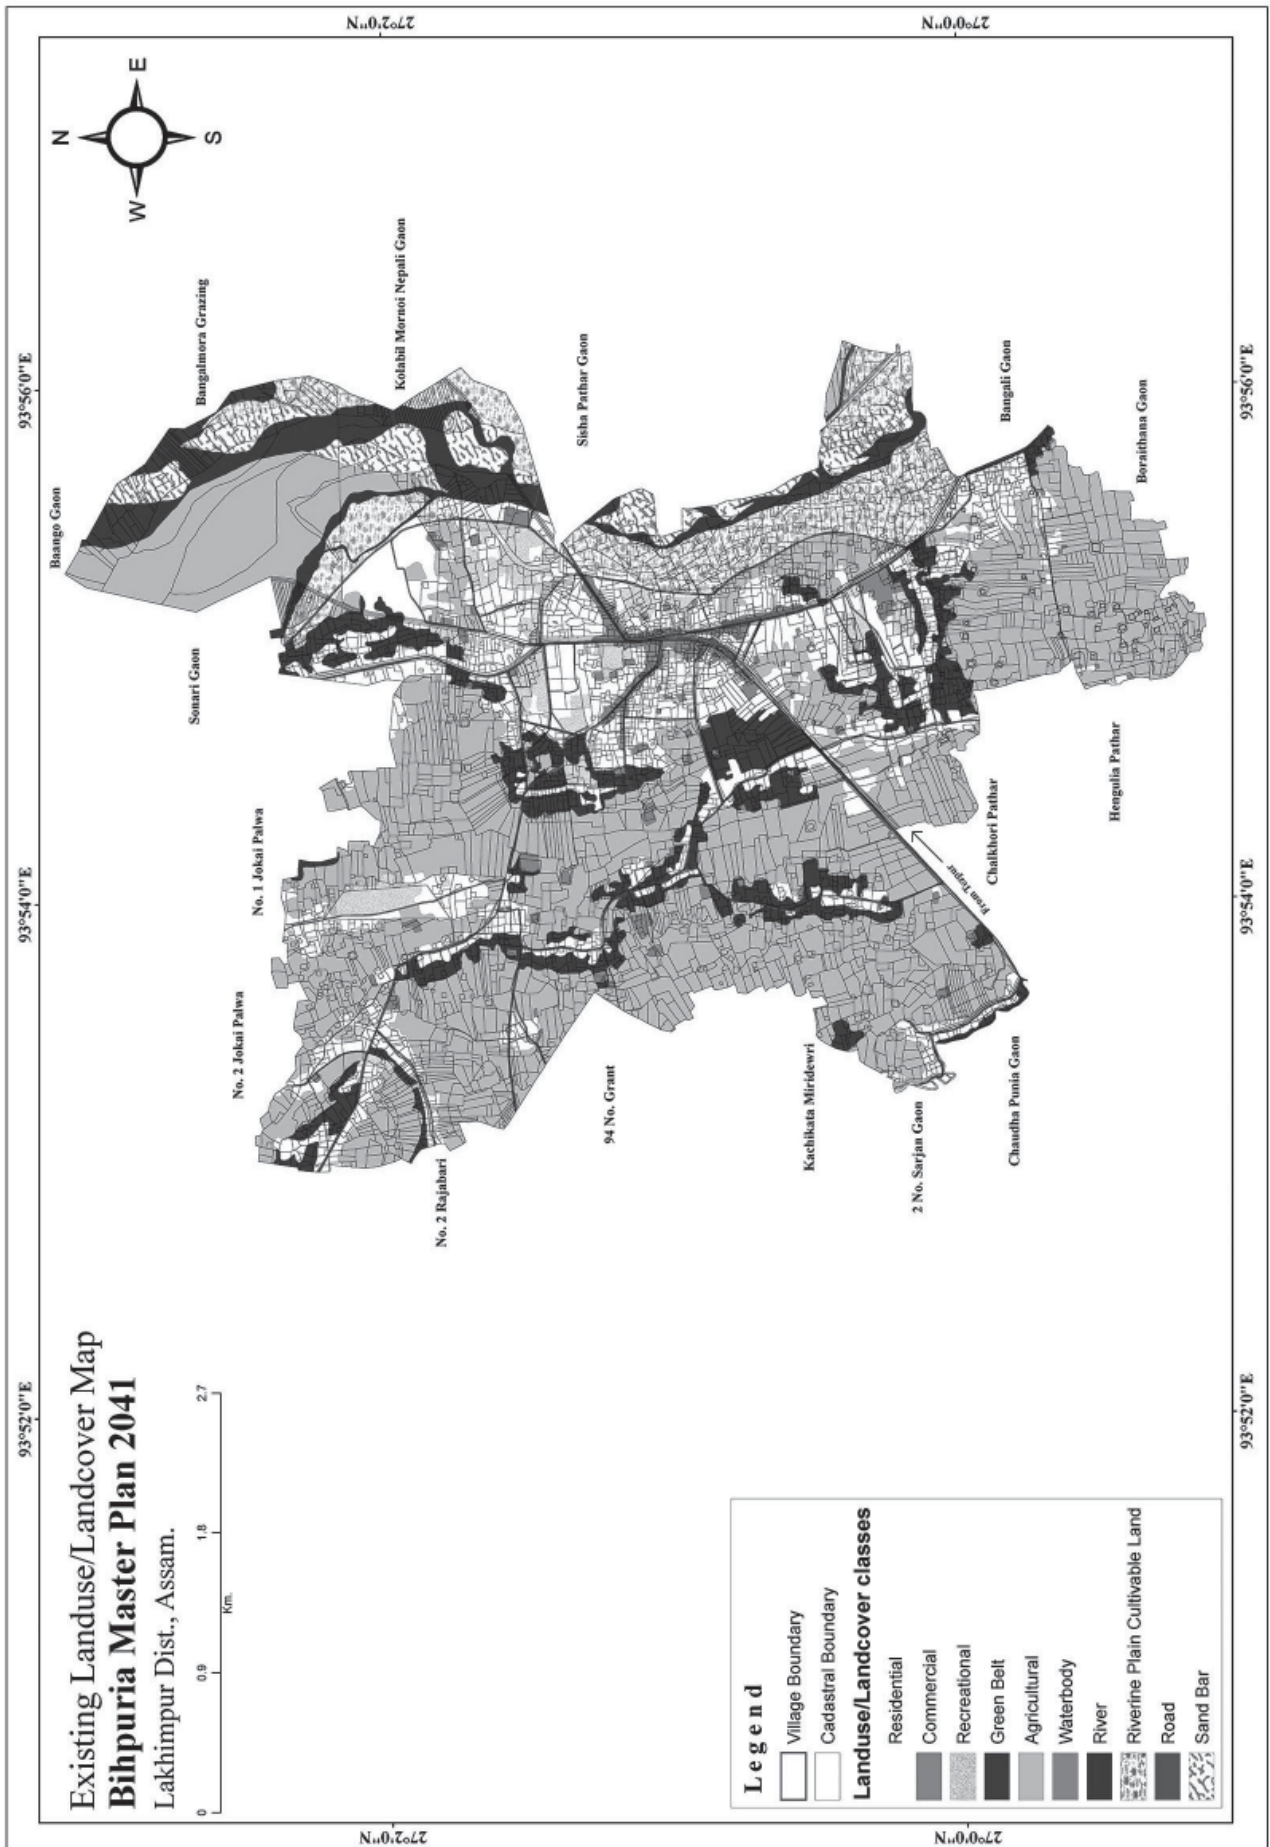 Existing Landuse/Landcover Map
Bihpuria Master Plan 2041
Lakhimpur Dist., Assam.
0
0.9
1.8
2.7
Km.
93°52'0"E
93°54'0"E
93°56'0"E
N
E
S
W
27°2'0"N
27°0'0"N
Baango Gaon
Bangalmora Grazing
Kolabil Mornoi Nepali Gaon
Sisha Pathar Gaon
Bangali Gaon
Boraithana Gaon
Sonari Gaon
No. 1 Jokai Palwa
No. 2 Jokai Palwa
No. 2 Rajabari
94 No. Grant
Kachikata Miridewri
2 No. Sarjan Gaon
Chaudha Punia Gaon
From Tezpur
Chalkhori Pathar
Hengulia Pathar
Legend
Village Boundary
Cadastral Boundary
Landuse/Landcover classes
Residential
Commercial
Recreational
Green Belt
Agricultural
Waterbody
River
Riverine Plain Cultivable Land
Road
Sand Bar
27°2'0"N
27°0'0"N
93°52'0"E
93°54'0"E
93°56'0"E